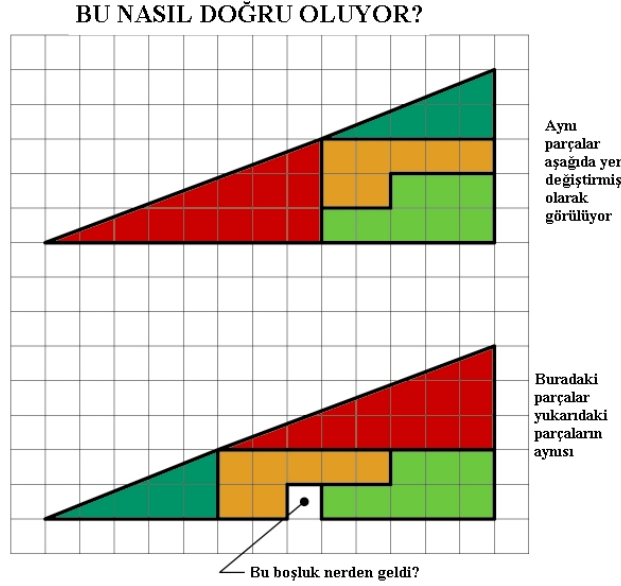 BU NASIL DOĞRU OLUYOR?
Aynı
parçalar
aşağıda yer
değiştirmiş
olarak
görülüyor
Buradaki
parçalar
yukarıdaki
parçaların
aynısı
Bu boşluk nerden geldi?